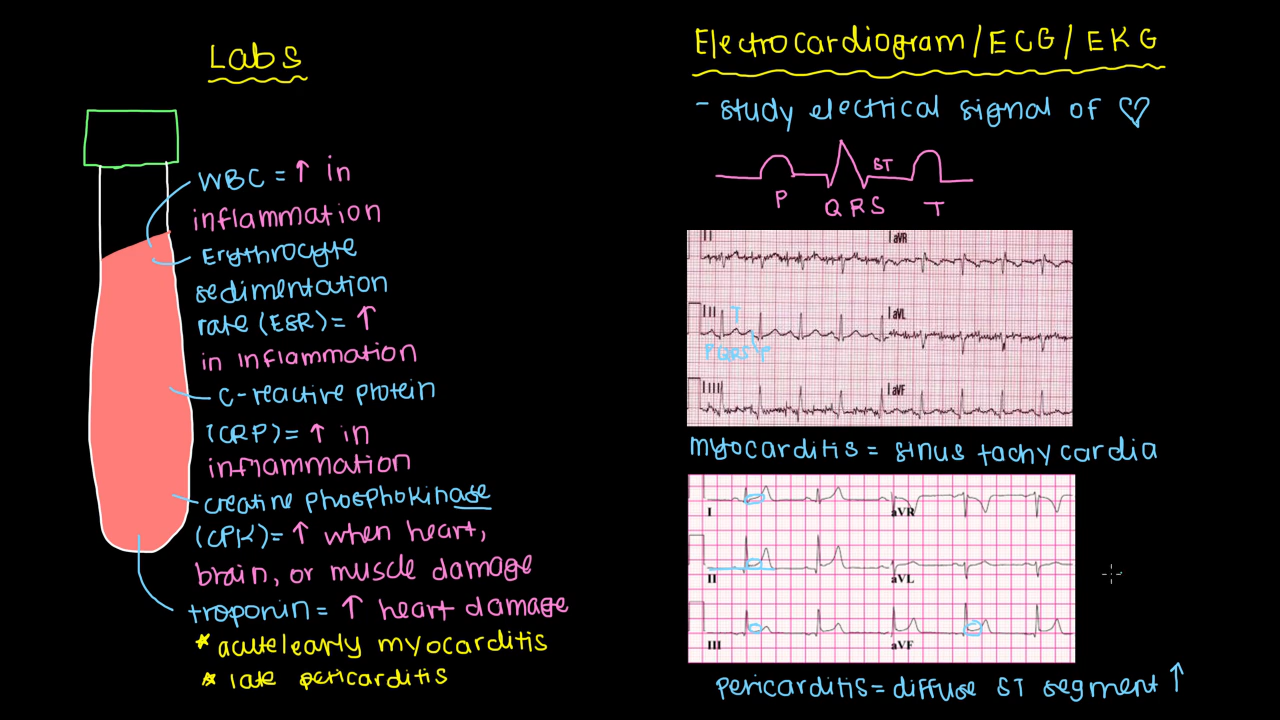 Labs
WBC = ↑ in
inflammation
Erythrocyte
sedimentation
rate (ESR)= ↑
in inflammation
C-reactive protein
(CRP)= ↑ in
inflammation
creatine phosphokinase
(CPK)= ↑ when heart,
brain, or muscle damage
troponin= ↑ heart damage
* acute/early myocarditis
* late pericarditis
Electrocardiogram/ECG/EKG
- study electrical signal of ♡
ST
P QRS T
II aVR
III aVL
T
P QRS P
IIII aVF
myocarditis = sinus tachycardia
I aVR
II aVL
III aVF
pericarditis= diffuse ST segment ↑